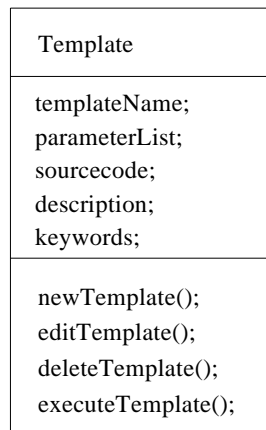 Template
templateName;
parameterList;
sourcecode;
description;
keywords;
newTemplate();
editTemplate();
deleteTemplate();
executeTemplate();